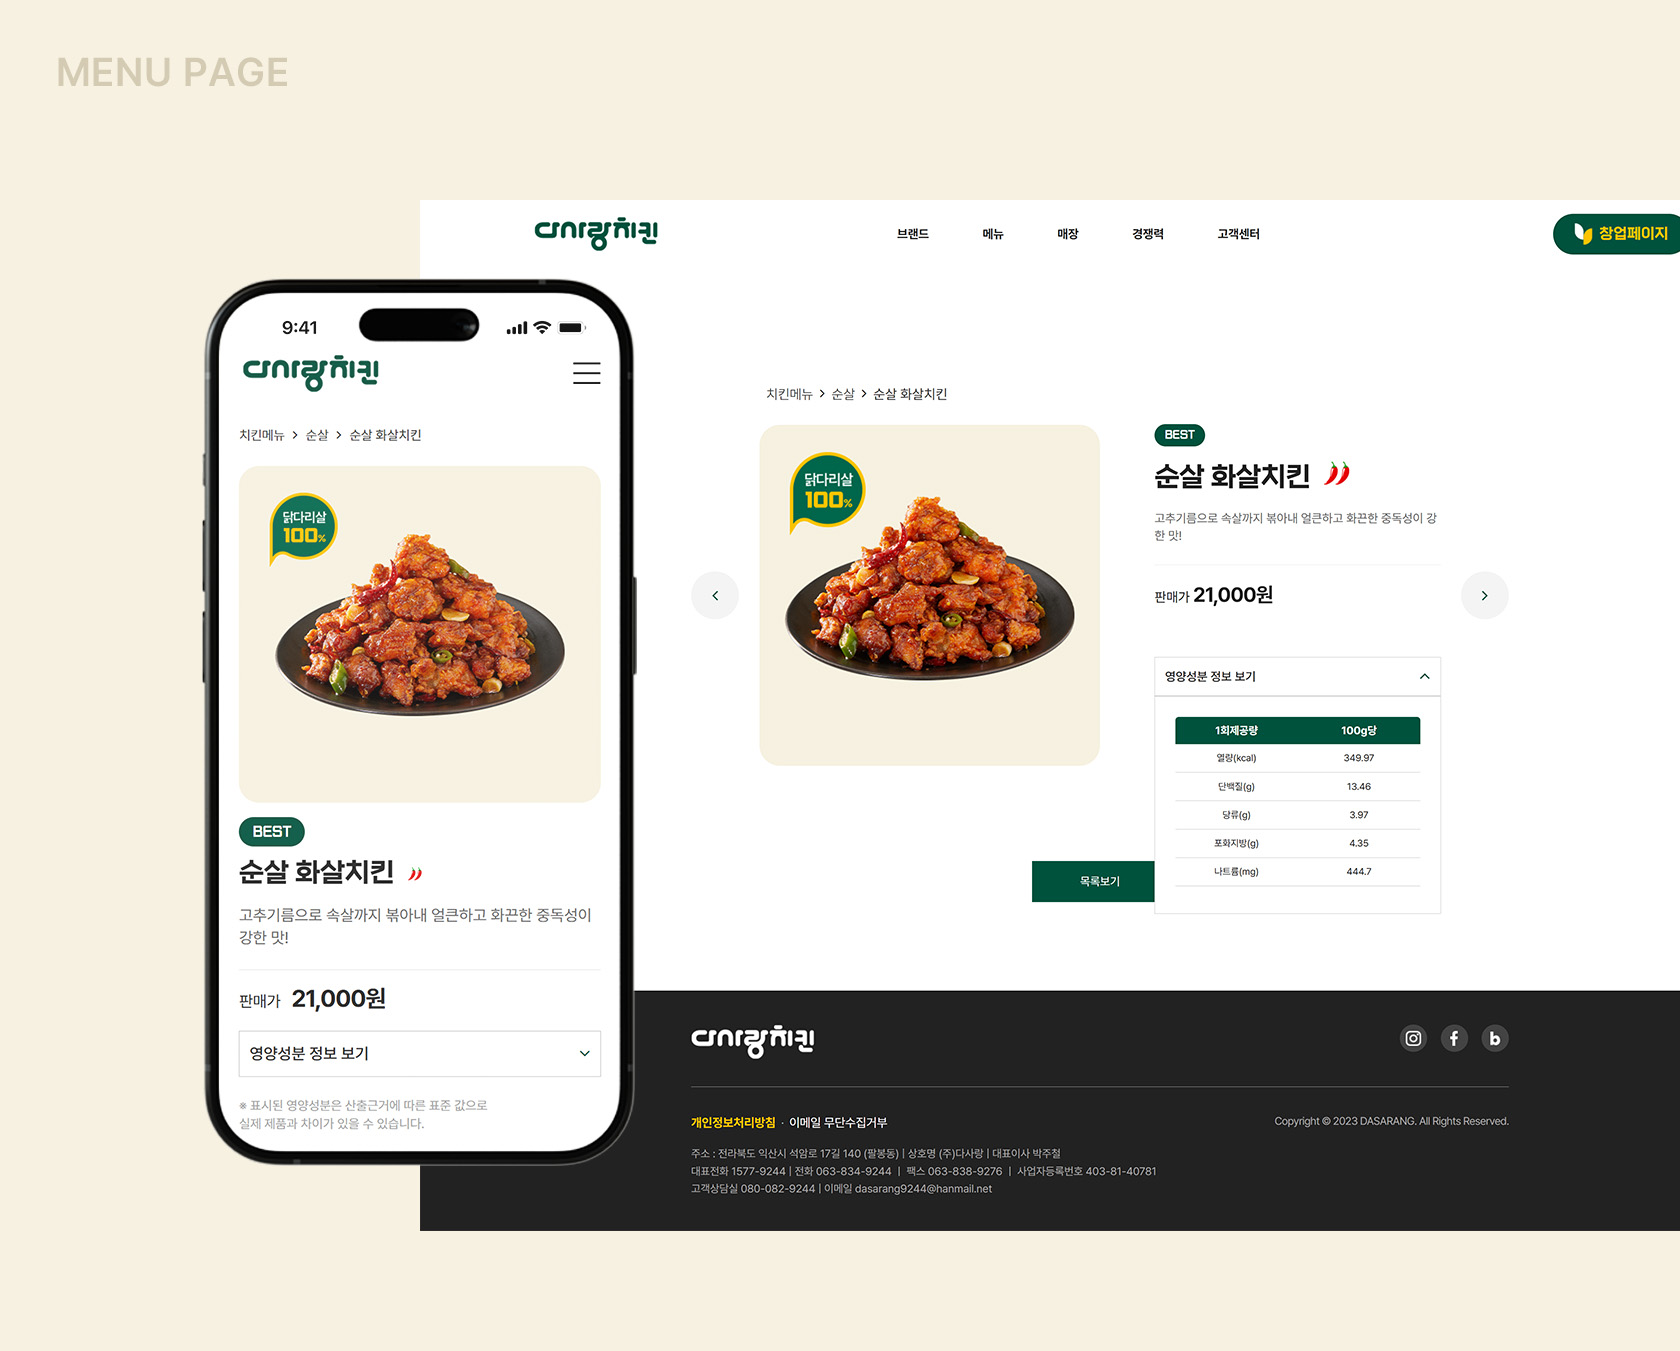 MENU PAGE
다사랑치킨
브랜드 메뉴 매장 경쟁력 고객센터
창업페이지
9:41
다사랑치킨
치킨메뉴 > 순살 > 순살 화살치킨
닭다리살
100%
BEST
순살 화살치킨
고추기름으로 속살까지 볶아내 얼큰하고 화끈한 중독성이
강한 맛!
판매가 21,000원
영양성분 정보 보기
※ 표시된 영양성분은 산출근거에 따른 표준 값으로
실제 제품과 차이가 있을 수 있습니다.
치킨메뉴 > 순살 > 순살 화살치킨
닭다리살
100%
BEST
순살 화살치킨
고추기름으로 속살까지 볶아내 얼큰하고 화끈한 중독성이 강
한 맛!
판매가 21,000원
영양성분 정보 보기
1회제공량 100g당
열량(kcal) 349.97
단백질(g) 13.46
당류(g) 3.97
포화지방(g) 4.35
나트륨(mg) 444.7
목록보기
다사랑치킨
개인정보처리방침 · 이메일 무단수집거부
Copyright © 2023 DASARANG. All Rights Reserved.
주소 : 전라북도 익산시 석암로 17길 140 (팔봉동) | 상호명 (주)다사랑 | 대표이사 박주철
대표전화 1577-9244 | 전화 063-834-9244 | 팩스 063-838-9276 | 사업자등록번호 403-81-40781
고객상담실 080-082-9244 | 이메일 dasarang9244@hanmail.net